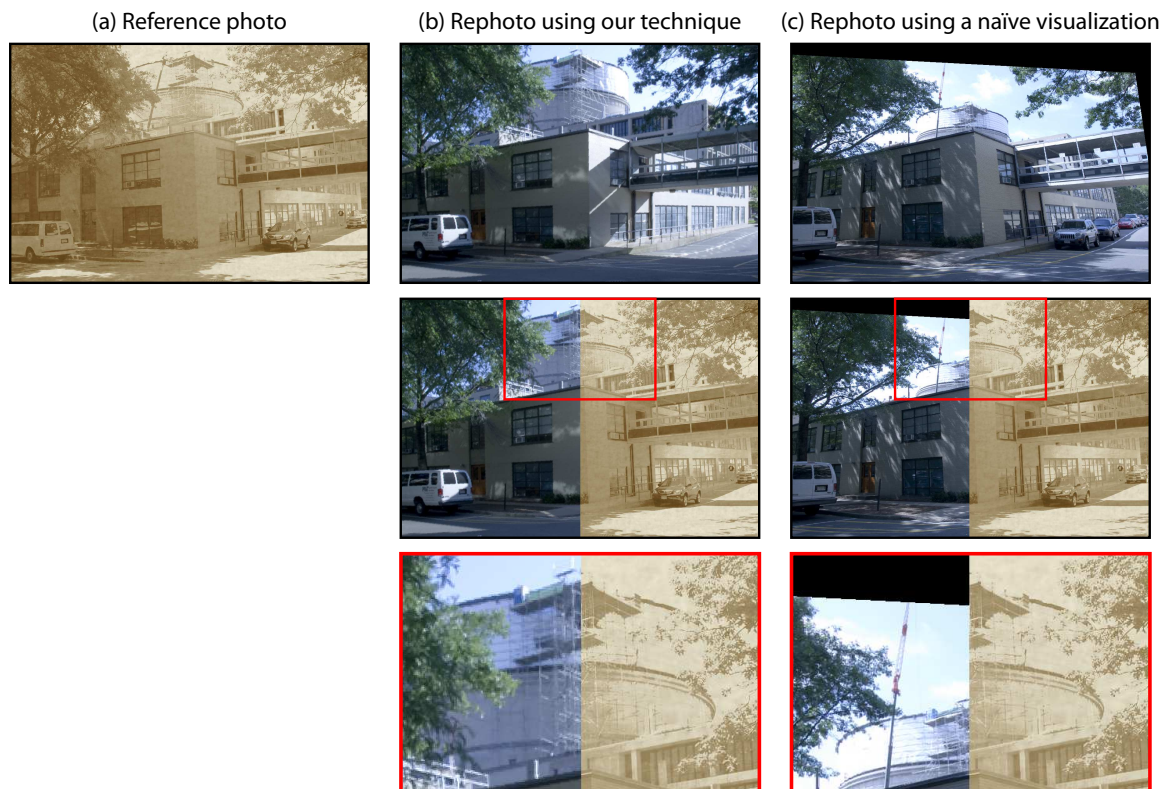 (a) Reference photo
(b) Rephoto using our technique
(c) Rephoto using a naïve visualization